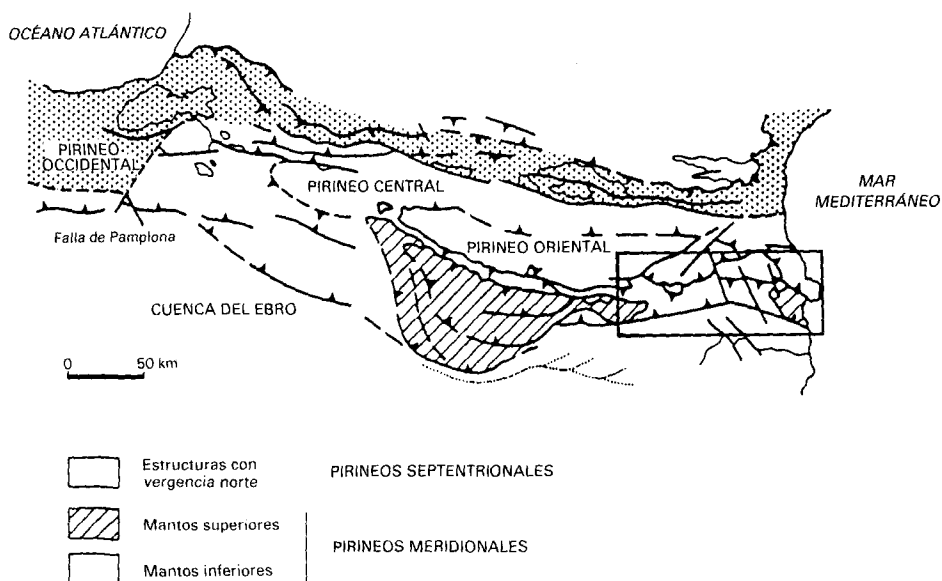 OCÉANO ATLÁNTICO
PIRINEO
OCCIDENTAL
PIRINEO CENTRAL
MAR
MEDITERRÁNEO
Falla de Pamplona
PIRINEO ORIENTAL
CUENCA DEL EBRO
0 50 km
Estructuras con
vergencia norte
PIRINEOS SEPTENTRIONALES
Mantos superiores
PIRINEOS MERIDIONALES
Mantos inferiores